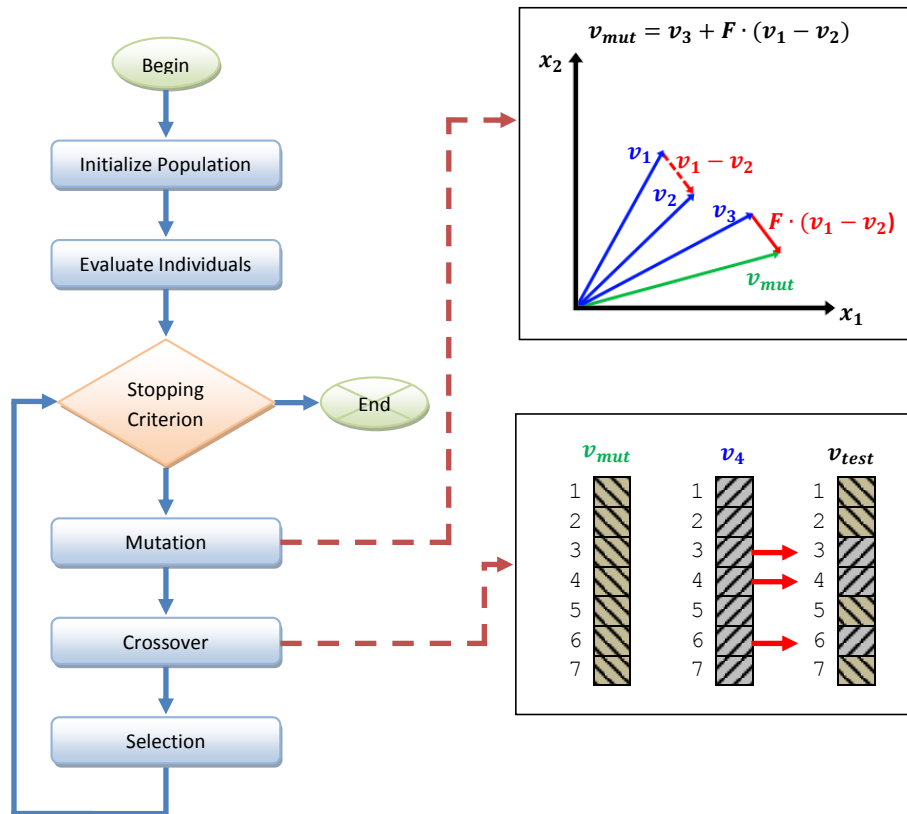 Begin
Initialize Population
Evaluate Individuals
Stopping
Criterion
End
Mutation
Crossover
Selection
v_mut = v_3 + F · (v_1 − v_2)
x_2
v_1
v_1 − v_2
v_2
v_3
F · (v_1 − v_2)
v_mut
x_1
v_mut v_4 v_test
1 1 1
2 2 2
3 3 3
4 4 4
5 5 5
6 6 6
7 7 7